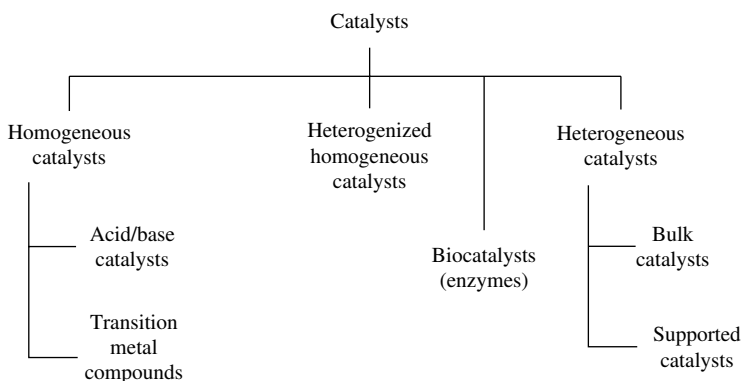 Catalysts
Homogeneous
catalysts
Heterogenized
homogeneous
catalysts
Heterogeneous
catalysts
Acid/base
catalysts
Biocatalysts
(enzymes)
Bulk
catalysts
Transition
metal
compounds
Supported
catalysts